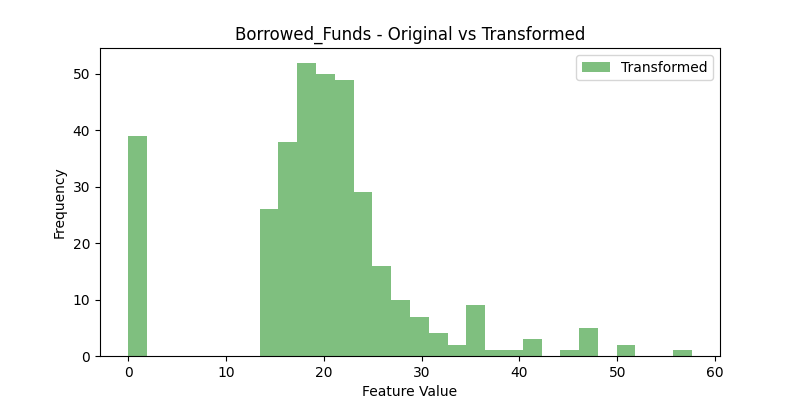 Borrowed_Funds - Original vs Transformed
Transformed
Frequency
50
40
30
20
10
0
0 10 20 30 40 50 60
Feature Value